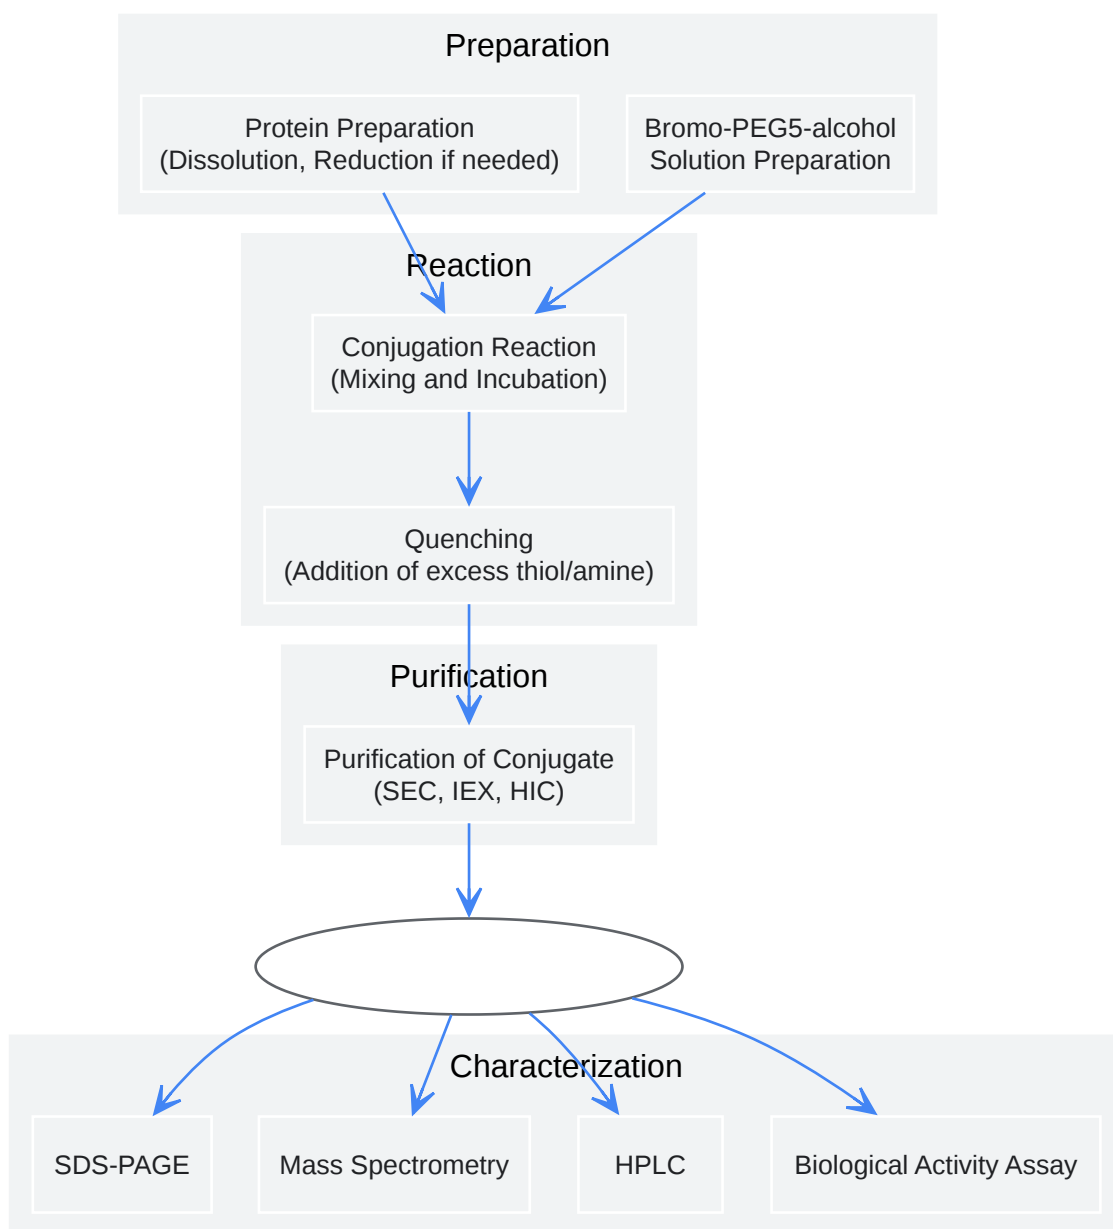 Preparation
Protein Preparation
(Dissolution, Reduction if needed)
Bromo-PEG5-alcohol
Solution Preparation
Reaction
Conjugation Reaction
(Mixing and Incubation)
Quenching
(Addition of excess thiol/amine)
Purification
Purification of Conjugate
(SEC, IEX, HIC)
Characterization
SDS-PAGE
Mass Spectrometry
HPLC
Biological Activity Assay